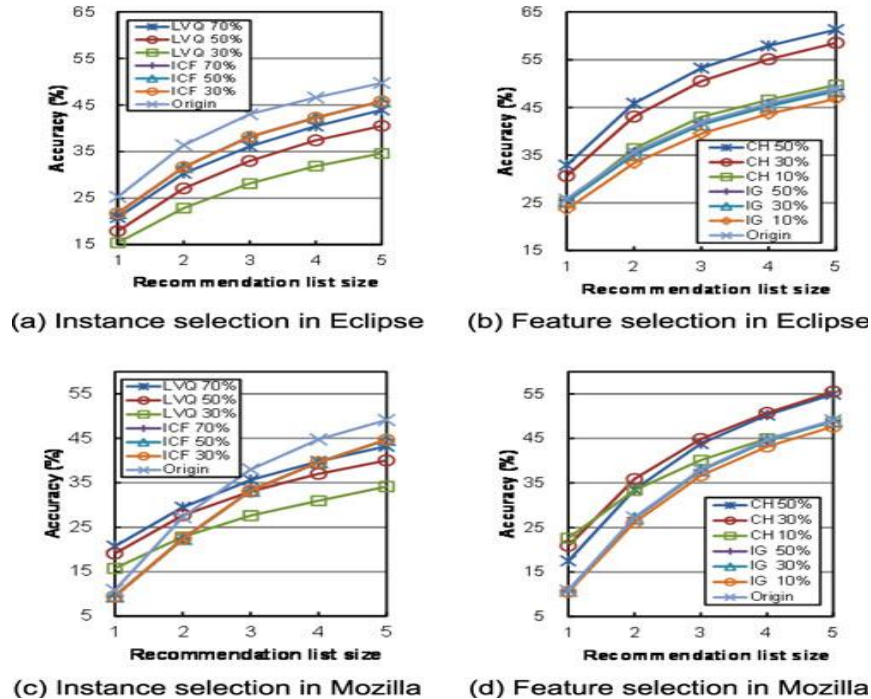 65
55
45
35
25
15
Accuracy (%)
LVQ 70%
LVQ 50%
LVQ 30%
ICF 70%
ICF 50%
ICF 30%
Origin
1 2 3 4 5
Recommendation list size
(a) Instance selection in Eclipse
65
55
45
35
25
15
Accuracy (%)
CH 50%
CH 30%
CH 10%
IG 50%
IG 30%
IG 10%
Origin
1 2 3 4 5
Recommendation list size
(b) Feature selection in Eclipse
55
45
35
25
15
5
Accuracy (%)
LVQ 70%
LVQ 50%
LVQ 30%
ICF 70%
ICF 50%
ICF 30%
Origin
1 2 3 4 5
Recommendation list size
(c) Instance selection in Mozilla
55
45
35
25
15
5
Accuracy (%)
CH 50%
CH 30%
CH 10%
IG 50%
IG 30%
IG 10%
Origin
1 2 3 4 5
Recommendation list size
(d) Feature selection in Mozilla